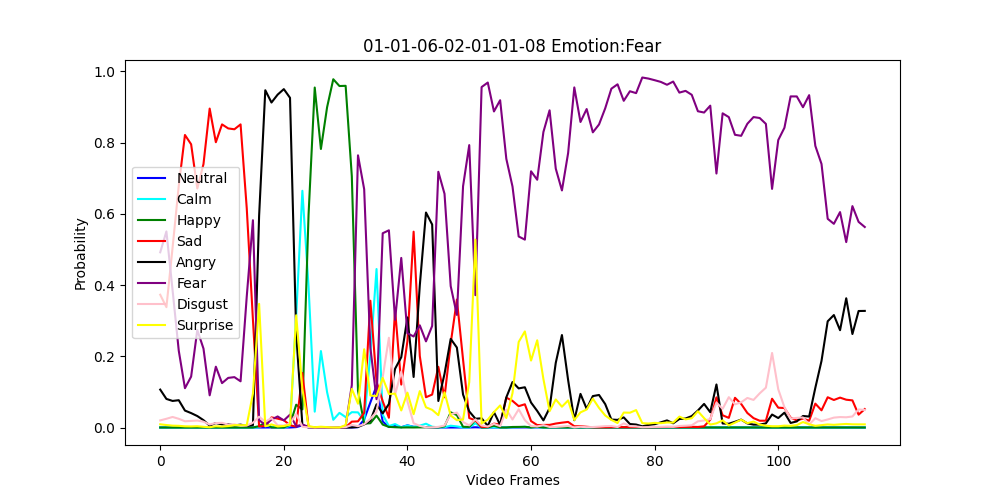 01-01-06-02-01-01-08 Emotion:Fear
Probability
1.0
0.8
0.6
0.4
0.2
0.0
Neutral
Calm
Happy
Sad
Angry
Fear
Disgust
Surprise
0 20 40 60 80 100
Video Frames